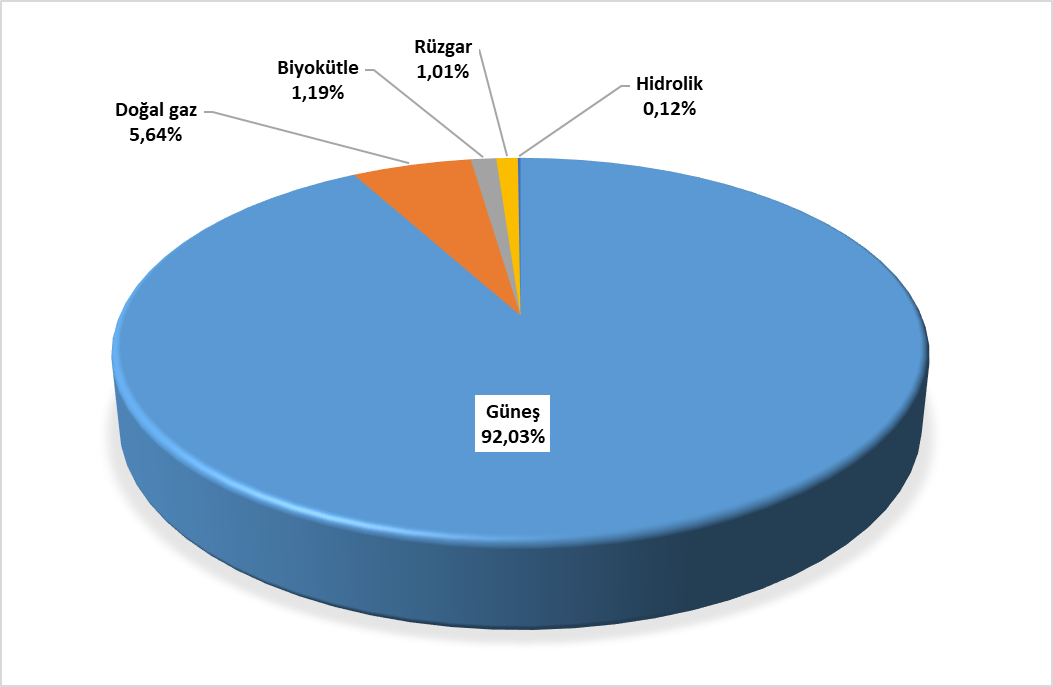 Rüzgar
1,01%
Biyokütle
1,19%
Hidrolik
0,12%
Doğal gaz
5,64%
Güneş
92,03%